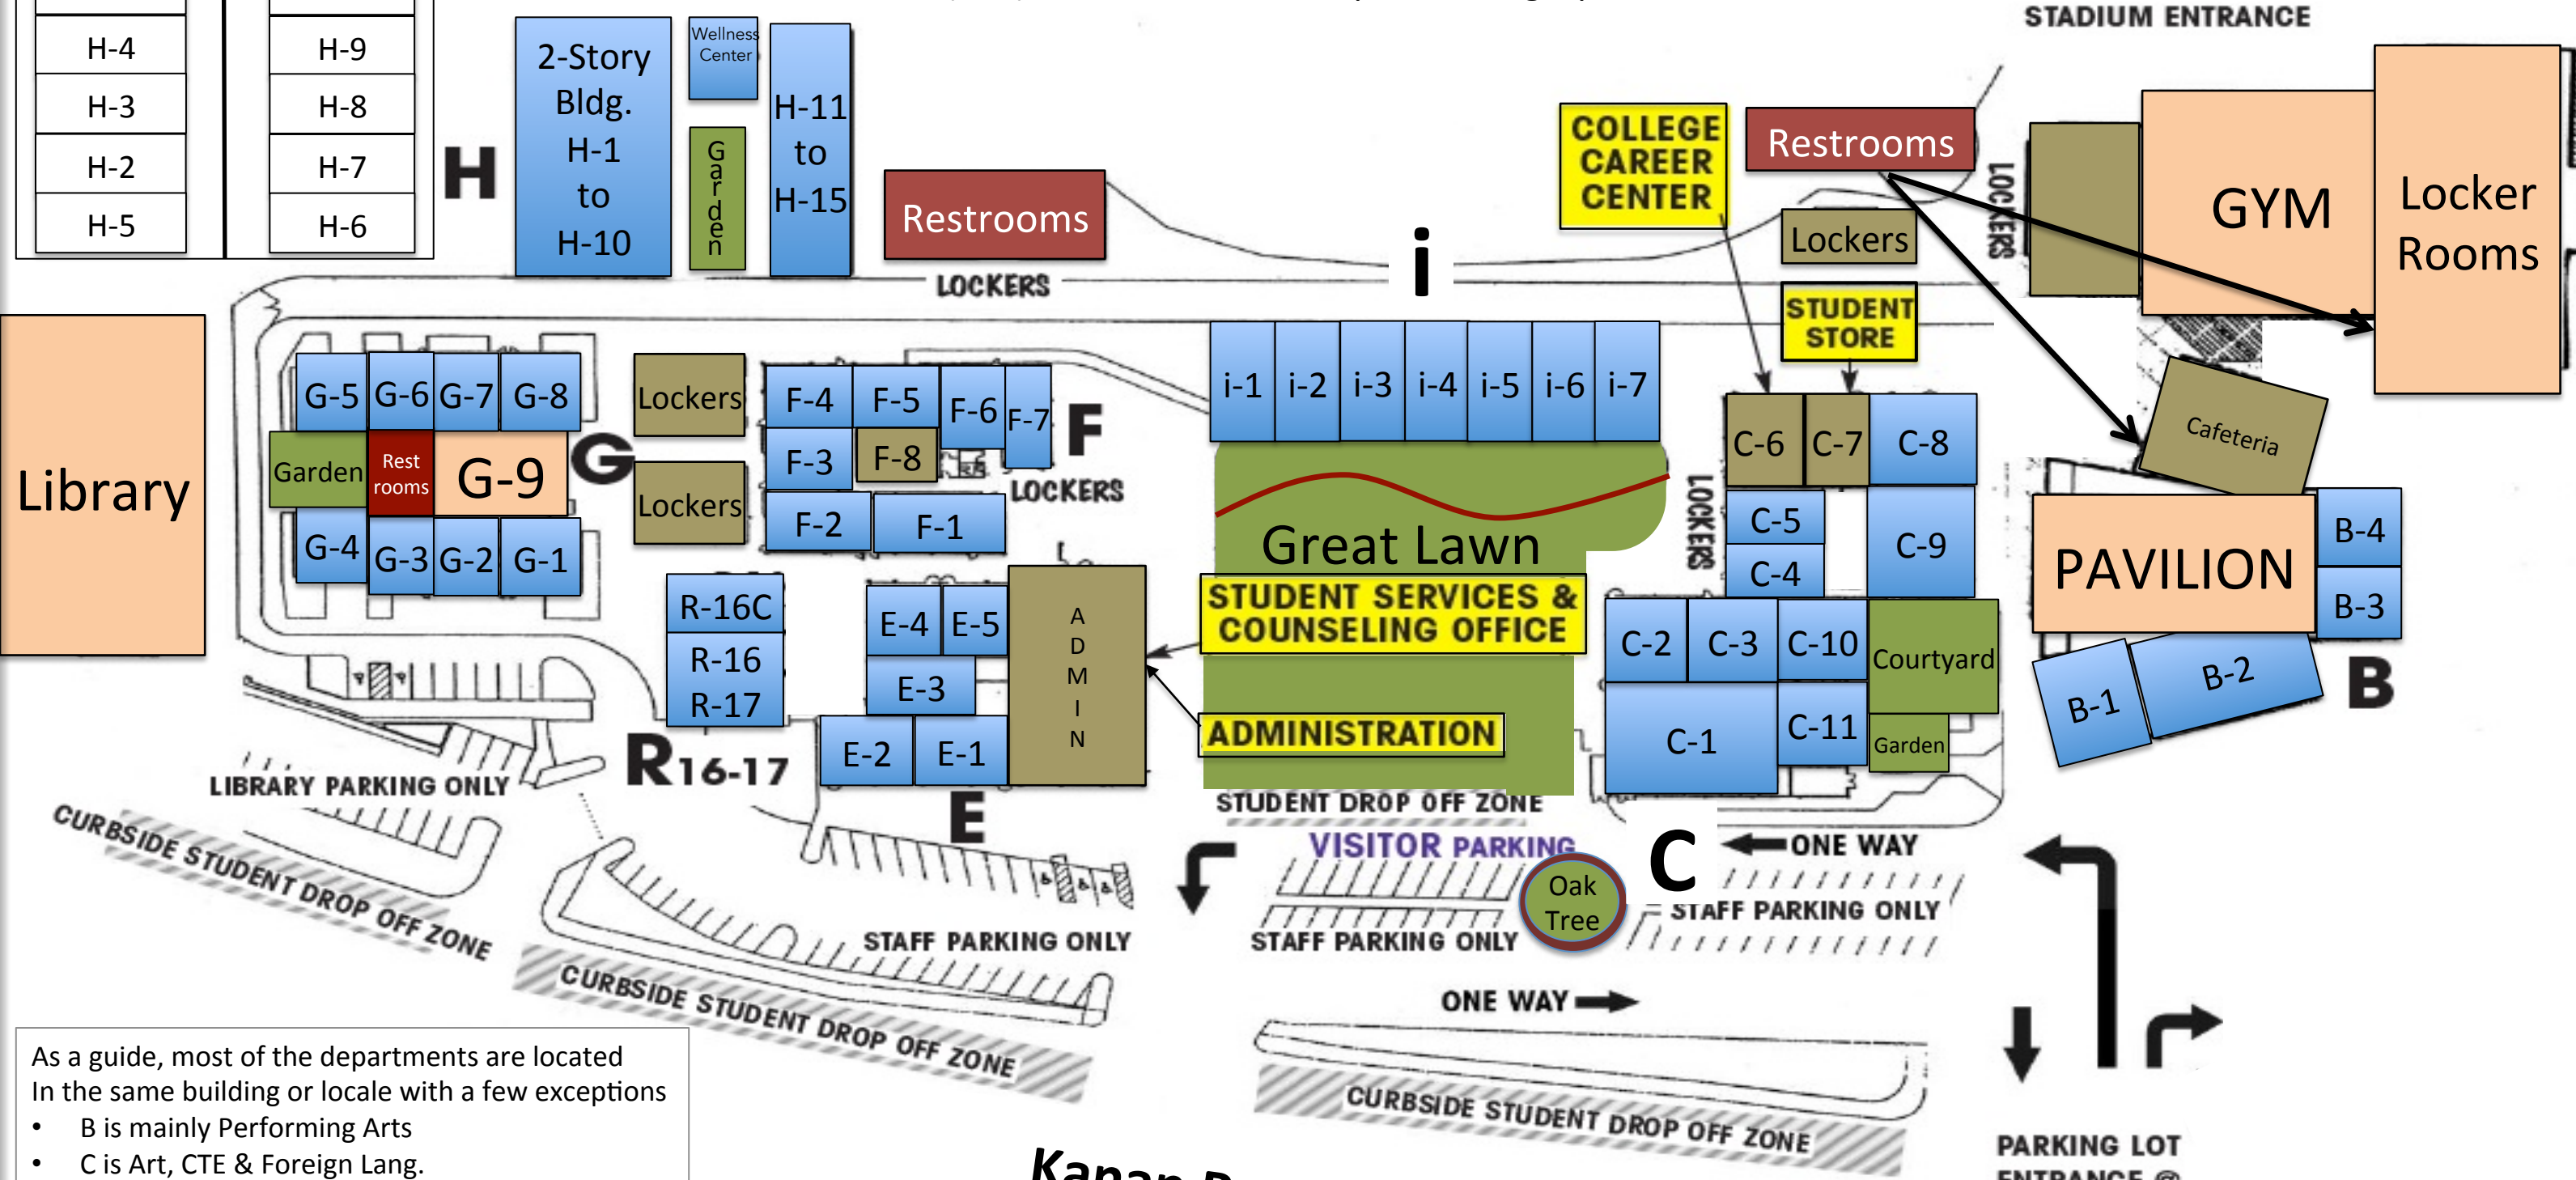 STADIUM ENTRANCE
H-4
H-9
H-3
H-8
H-2
H-7
H-5
H-6
H
2-Story
Bldg.
H-1
to
H-10
Wellness
Center
Garden
H-11
to
H-15
Restrooms
LOCKERS
i
COLLEGE
CAREER
CENTER
Restrooms
Lockers
STUDENT
STORE
LOCKERS
GYM
Locker
Rooms
Library
G-5
G-6
G-7
G-8
Garden
Rest
rooms
G-9
G
G-4
G-3
G-2
G-1
Lockers
Lockers
F-4
F-5
F-6
F-7
F
F-3
F-8
LOCKERS
F-2
F-1
i-1
i-2
i-3
i-4
i-5
i-6
i-7
Great Lawn
LOCKERS
C-6
C-7
C-8
C-5
C-4
C-9
C-2
C-3
C-10
Courtyard
C-1
C-11
Garden
Cafeteria
PAVILION
B-4
B-3
B-1
B-2
B
R-16C
R-16
R-17
R16-17
E-4
E-5
E-3
E-2
E-1
E
ADMIN
STUDENT SERVICES &
COUNSELING OFFICE
ADMINISTRATION
STUDENT DROP OFF ZONE
VISITOR PARKING
Oak
Tree
C
ONE WAY
STAFF PARKING ONLY
STAFF PARKING ONLY
STAFF PARKING ONLY
LIBRARY PARKING ONLY
CURBSIDE STUDENT DROP OFF ZONE
CURBSIDE STUDENT DROP OFF ZONE
ONE WAY
CURBSIDE STUDENT DROP OFF ZONE
PARKING LOT
ENTRANCE @
Kanan
As a guide, most of the departments are located
In the same building or locale with a few exceptions
• B is mainly Performing Arts
• C is Art, CTE & Foreign Lang.